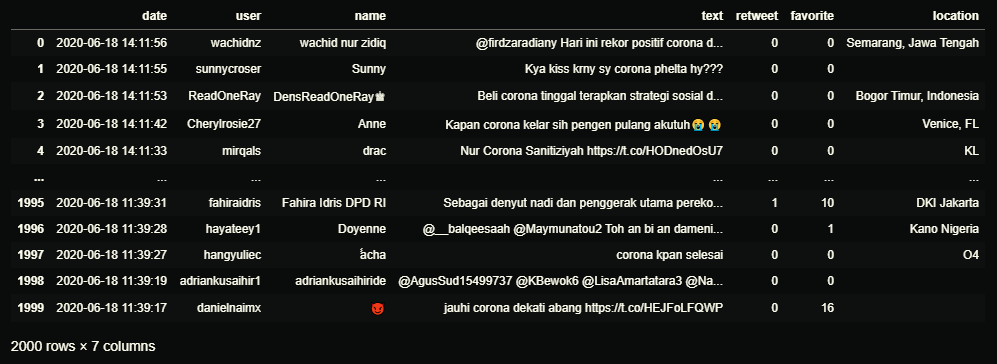 date user name text retweet favorite location
0 2020-06-18 14:11:56 wachidnz wachid nur zidiq @firdzaradiany Hari ini rekor positif corona d... 0 0 Semarang, Jawa Tengah
1 2020-06-18 14:11:55 sunnycroser Sunny Kya kiss krny sy corona phelta hy??? 0 0
2 2020-06-18 14:11:53 ReadOneRay DensReadOneRay♚ Beli corona tinggal terapkan strategi sosial d... 0 0 Bogor Timur, Indonesia
3 2020-06-18 14:11:42 Cherylrosie27 Anne Kapan corona kelar sih pengen pulang akutuh😭😭 0 0 Venice, FL
4 2020-06-18 14:11:33 mirqals drac Nur Corona Sanitiziyah https://t.co/HODnedOsU7 0 0 KL
... ... ... ... ... ... ... ...
1995 2020-06-18 11:39:31 fahiraidris Fahira Idris DPD RI Sebagai denyut nadi dan penggerak utama pereko... 1 10 DKI Jakarta
1996 2020-06-18 11:39:28 hayateey1 Doyenne @__balqeesaah @Maymunatou2 Toh an bi an dameni... 0 1 Kano Nigeria
1997 2020-06-18 11:39:27 hangyuliec acha corona kpan selesai 0 0 O4
1998 2020-06-18 11:39:19 adriankusaihir1 adriankusaihiride @AgusSud15499737 @KBewok6 @LisaAmartatara3 @Na... 0 0
1999 2020-06-18 11:39:17 danielnaimx 😈 jauhi corona dekati abang https://t.co/HEJFoLFQWP 0 16
2000 rows × 7 columns